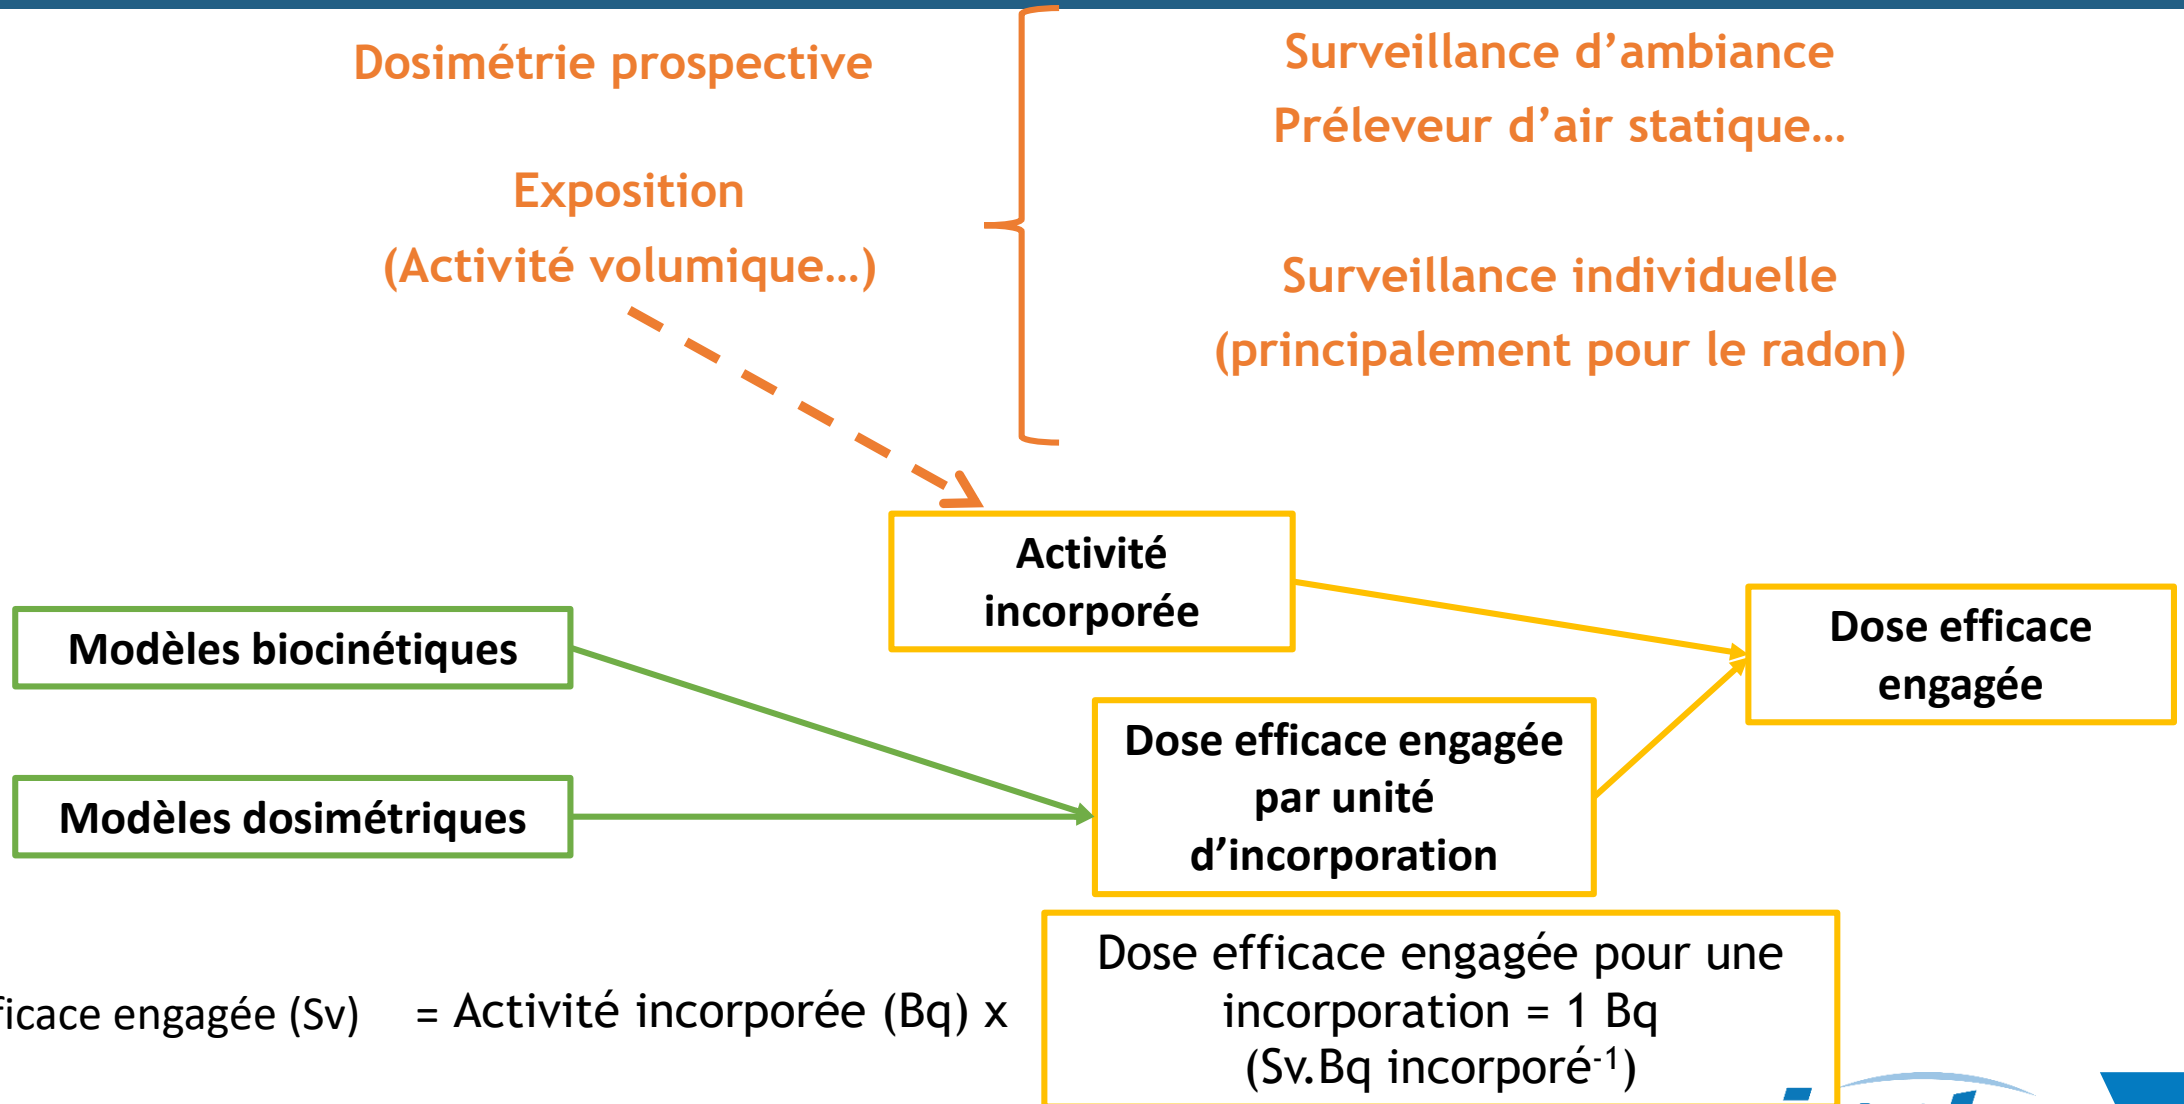 Dosimétrie prospective
Exposition
(Activité volumique…)
Surveillance d’ambiance
Préleveur d’air statique…
Surveillance individuelle
(principalement pour le radon)
Activité
incorporée
Modèles biocinétiques
Modèles dosimétriques
Dose efficace engagée
par unité
d’incorporation
Dose efficace
engagée
engagée (Sv) = Activité incorporée (Bq) x
Dose efficace engagée pour une
incorporation = 1 Bq
(Sv.Bq incorporé⁻¹)